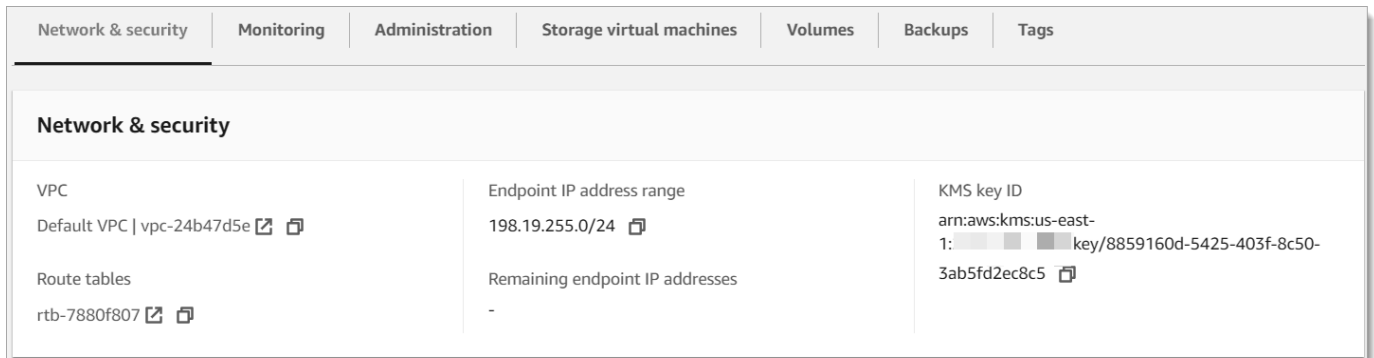 Network & security Monitoring Administration Storage virtual machines Volumes Backups Tags
Network & security
VPC
Default VPC | vpc-24b47d5e
Route tables
rtb-7880f807
Endpoint IP address range
198.19.255.0/24
Remaining endpoint IP addresses
-
KMS key ID
arn:aws:kms:us-east-
1: key/8859160d-5425-403f-8c50-
3ab5fd2ec8c5